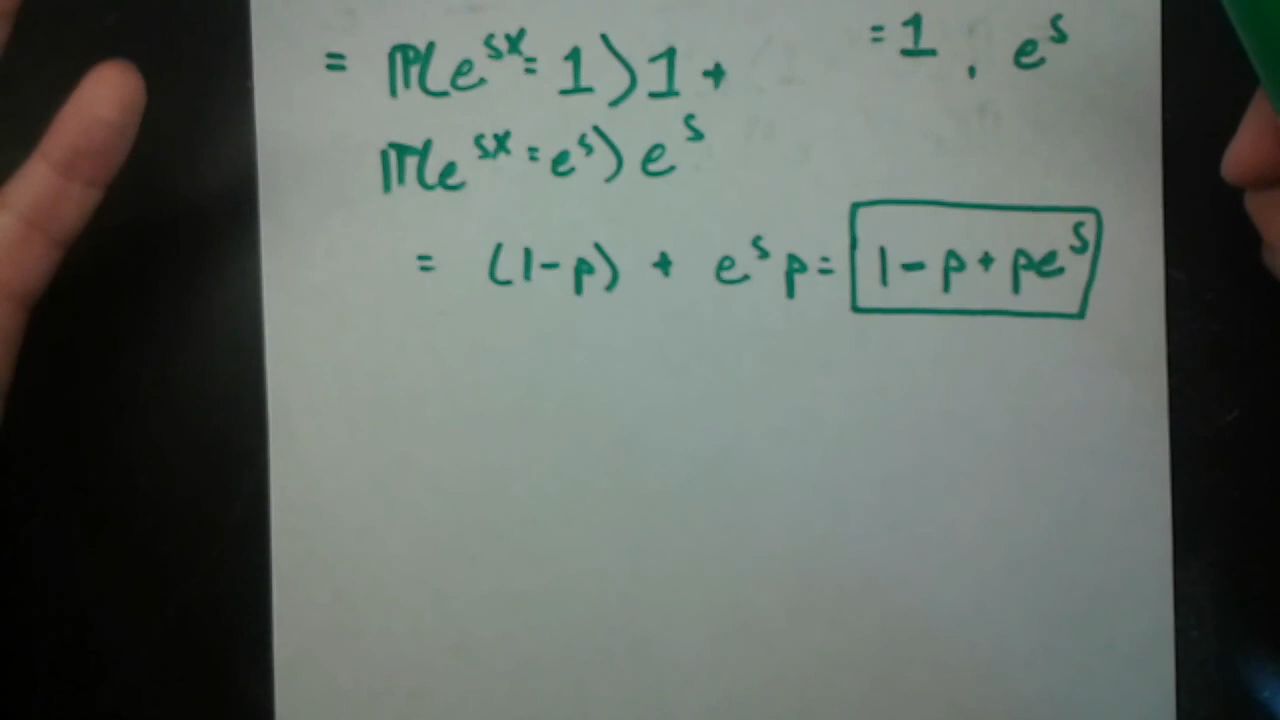 = ℙ(e^{sx} = 1) 1 +
= 1 , e^s
ℙ(e^{sx} = e^s) e^s
= (1-p) + e^s p = 1 - p + pe^s